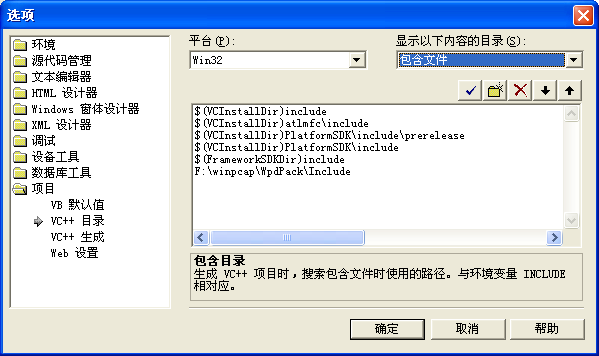 选项
环境
源代码管理
文本编辑器
HTML 设计器
Windows 窗体设计器
XML 设计器
调试
设备工具
数据库工具
项目
VB 默认值
VC++ 目录
VC++ 生成
Web 设置
平台(P):
Win32
显示以下内容的目录(S):
包含文件
$(VCInstallDir)include
$(VCInstallDir)atlmfc\include
$(VCInstallDir)PlatformSDK\include\prerelease
$(VCInstallDir)PlatformSDK\include
$(FrameworkSDKDir)include
F:\winpcap\WpdPack\Include
包含目录
生成 VC++ 项目时，搜索包含文件时使用的路径。与环境变量 INCLUDE
相对应。
确定
取消
帮助